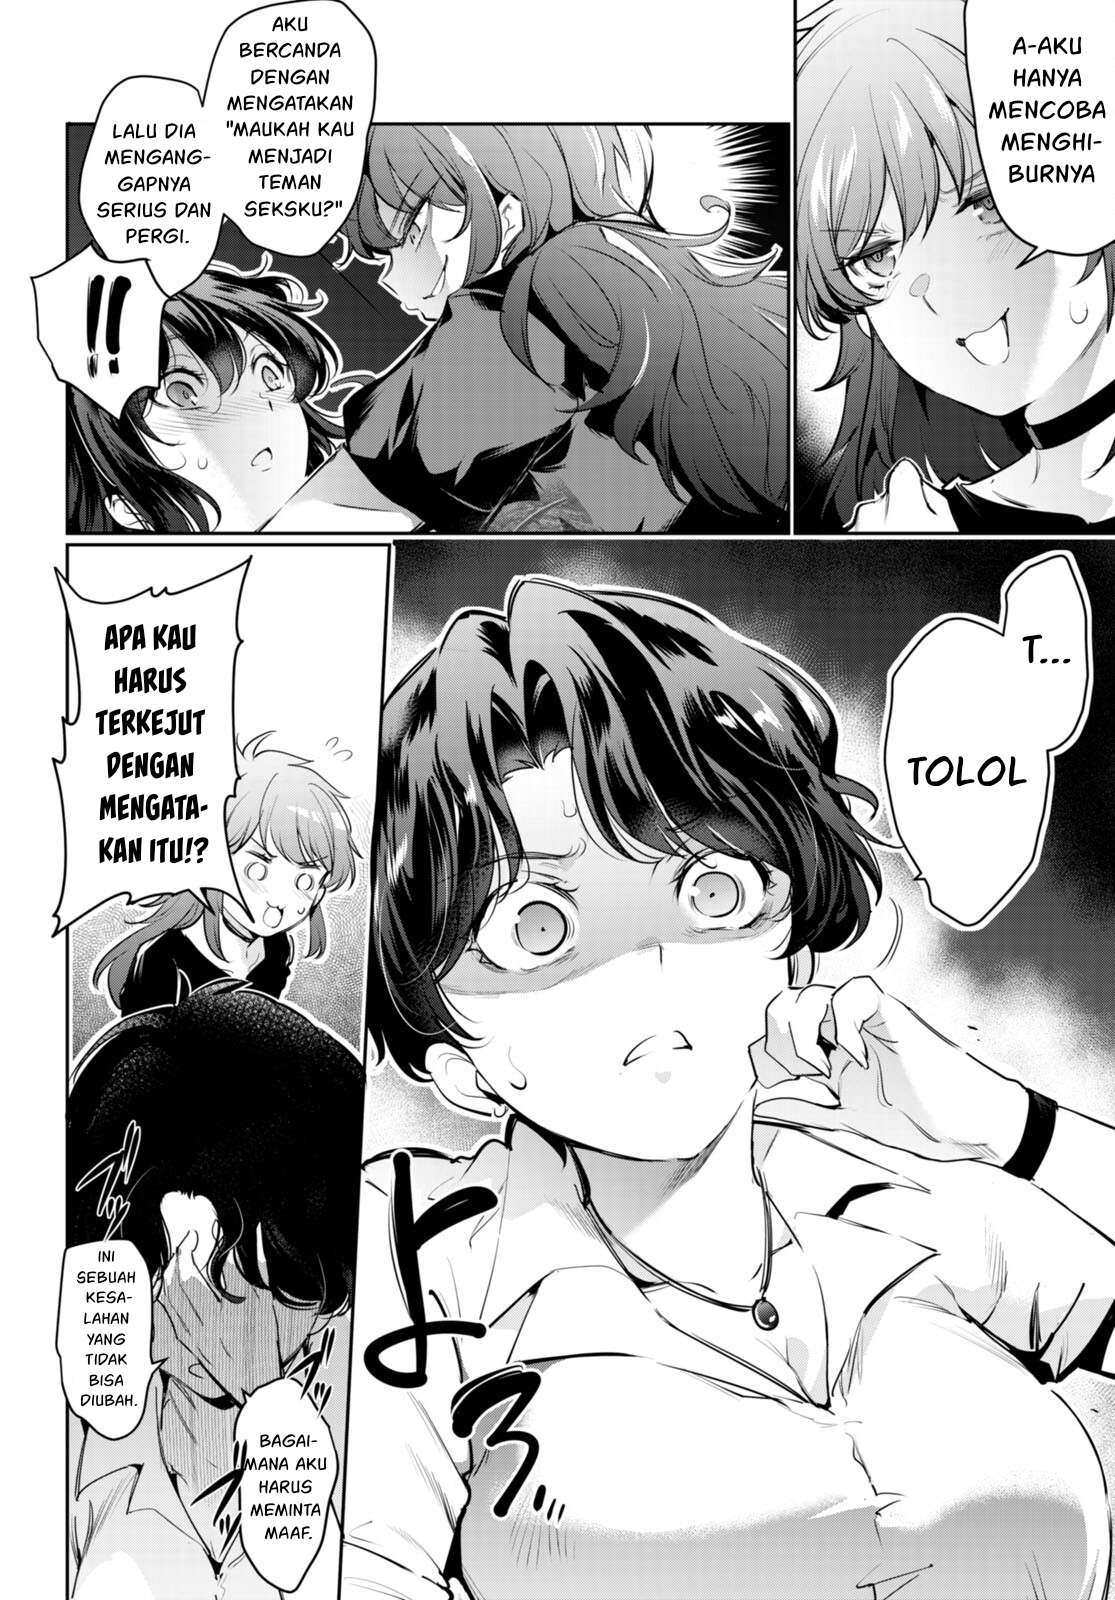 A-AKU
HANYA
MENCOBA
MENGHI-
BURNYA
AKU
BERCANDA
DENGAN
MENGATAKAN
"MAUKAH KAU
MENJADI
TEMAN
SEKSKU?"
LALU DIA
MENGANG-
GAPNYA
SERIUS DAN
PERGI.
!!
T...
TOLOL
よろ
APA KAU
HARUS
TERKEJUT
DENGAN
MENGATA-
KAN ITU!?
INI
SEBUAH
KESA-
LAHAN
YANG
TIDAK
BISA
DIUBAH.
BAGAI-
MANA AKU
HARUS
MEMINTA
MAAF.